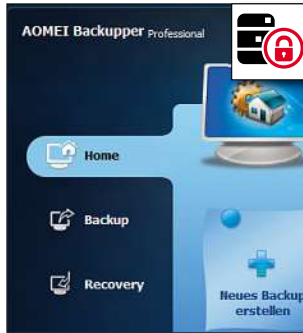 AOMEI Backupper Professional
Home
Backup
Recovery
Neues Backup
erstellen